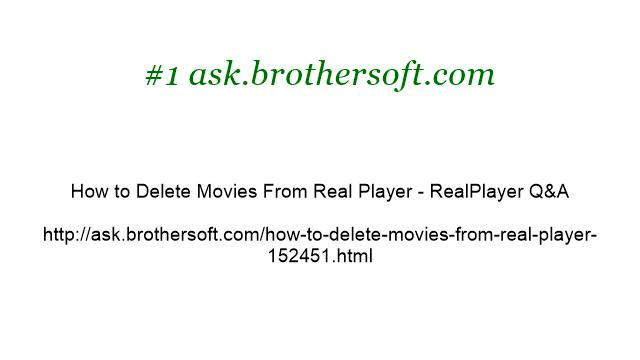 #1 ask.brothersoft.com
How to Delete Movies From Real Player - RealPlayer Q&A
http://ask.brothersoft.com/how-to-delete-movies-from-real-player-
152451.html